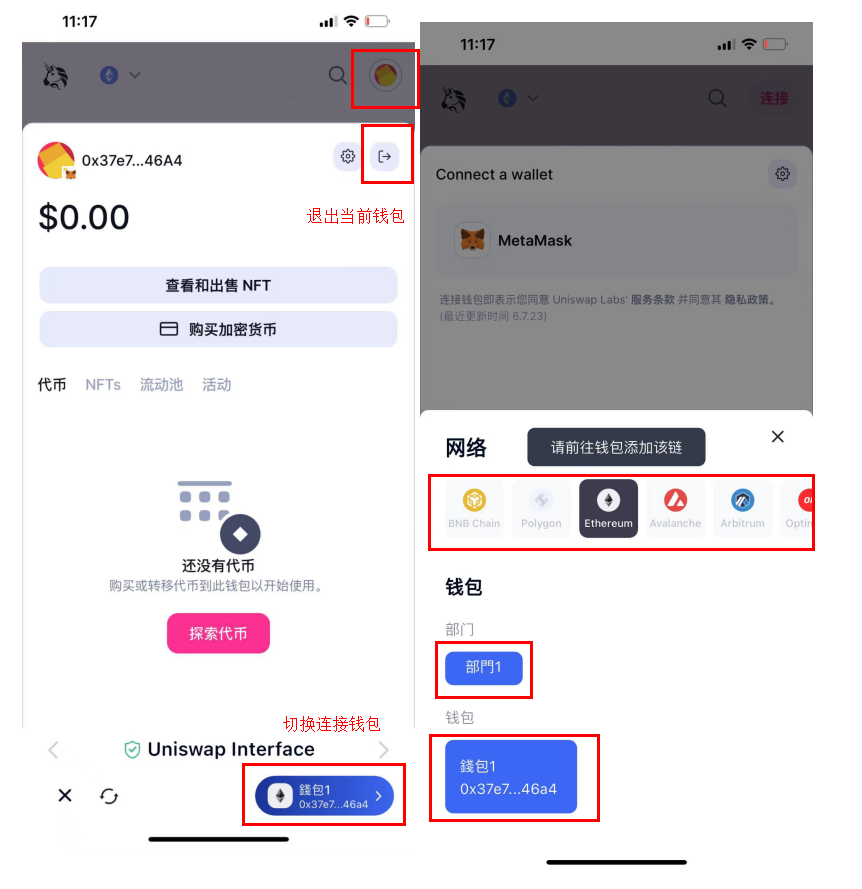 11:17
0x37e7...46A4
$0.00
退出当前钱包
查看和出售 NFT
购买加密货币
代币 NFTs 流动池 活动
还没有代币
购买或转移代币到此钱包以开始使用。
探索代币
切换连接钱包
Uniswap Interface
錢包1
0x37e7...46a4
11:17
连接
Connect a wallet
MetaMask
连接钱包即表示您同意 Uniswap Labs' 服务条款 并同意其 隐私政策。
(最近更新时间 6.7.23)
网络
请前往钱包添加该链
BNB Chain Polygon Ethereum Avalanche Arbitrum Optim
钱包
部门
部門1
钱包
錢包1
0x37e7...46a4